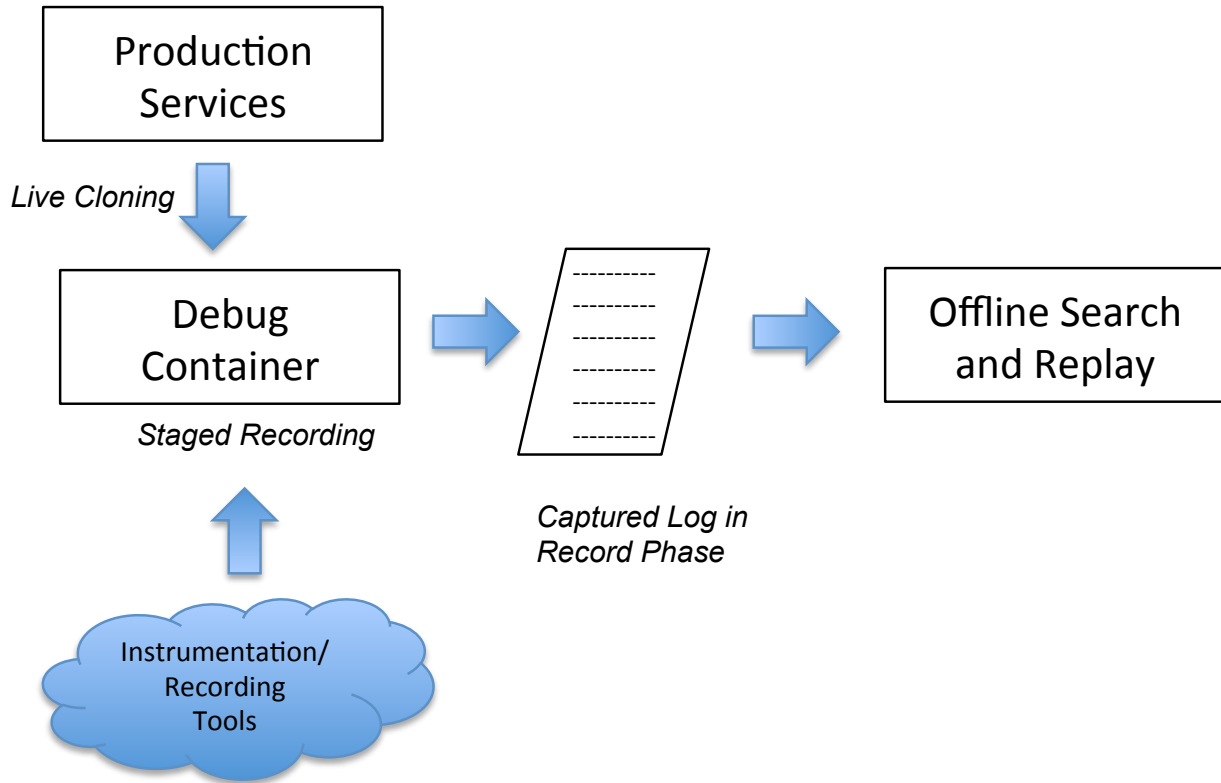 Production
Services
Live Cloning
Debug
Container
Staged Recording
----------
----------
----------
----------
----------
----------
Captured Log in
Record Phase
Offline Search
and Replay
Instrumentation/
Recording
Tools